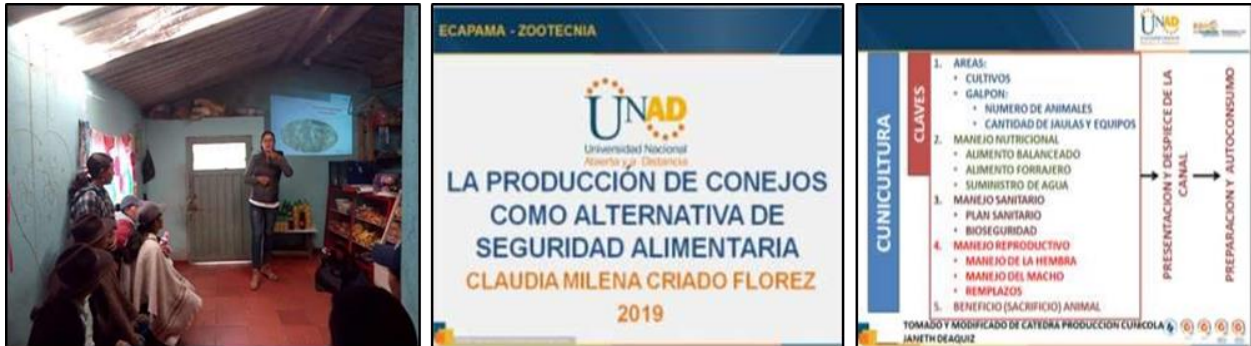 ECAPAMA - ZOOTECNIA
UNAD
Universidad Nacional
Abierta y a Distancia
LA PRODUCCIÓN DE CONEJOS
COMO ALTERNATIVA DE
SEGURIDAD ALIMENTARIA
CLAUDIA MILENA CRIADO FLOREZ
2019
UNAD
CUNICULTURA
CLAVES
1. AREAS:
• CULTIVOS
• GALPON:
• NUMERO DE ANIMALES
• CANTIDAD DE JAULAS Y EQUIPOS
2. MANEJO NUTRICIONAL
• ALIMENTO BALANCEADO
• ALIMENTO FORRAJERO
• SUMINISTRO DE AGUA
3. MANEJO SANITARIO
• PLAN SANITARIO
• BIOSEGURIDAD
4. MANEJO REPRODUCTIVO
• MANEJO DE LA HEMBRA
• MANEJO DEL MACHO
• REMPLAZOS
5. BENEFICIO (SACRIFICIO) ANIMAL
PRESENTACION Y DESPIECE DE LA
CANAL
PREPARACION Y AUTOCONSUMO
TOMADO Y MODIFICADO DE CATEDRA PRODUCCION CUNICOLA
JANETH DEAQUIZ